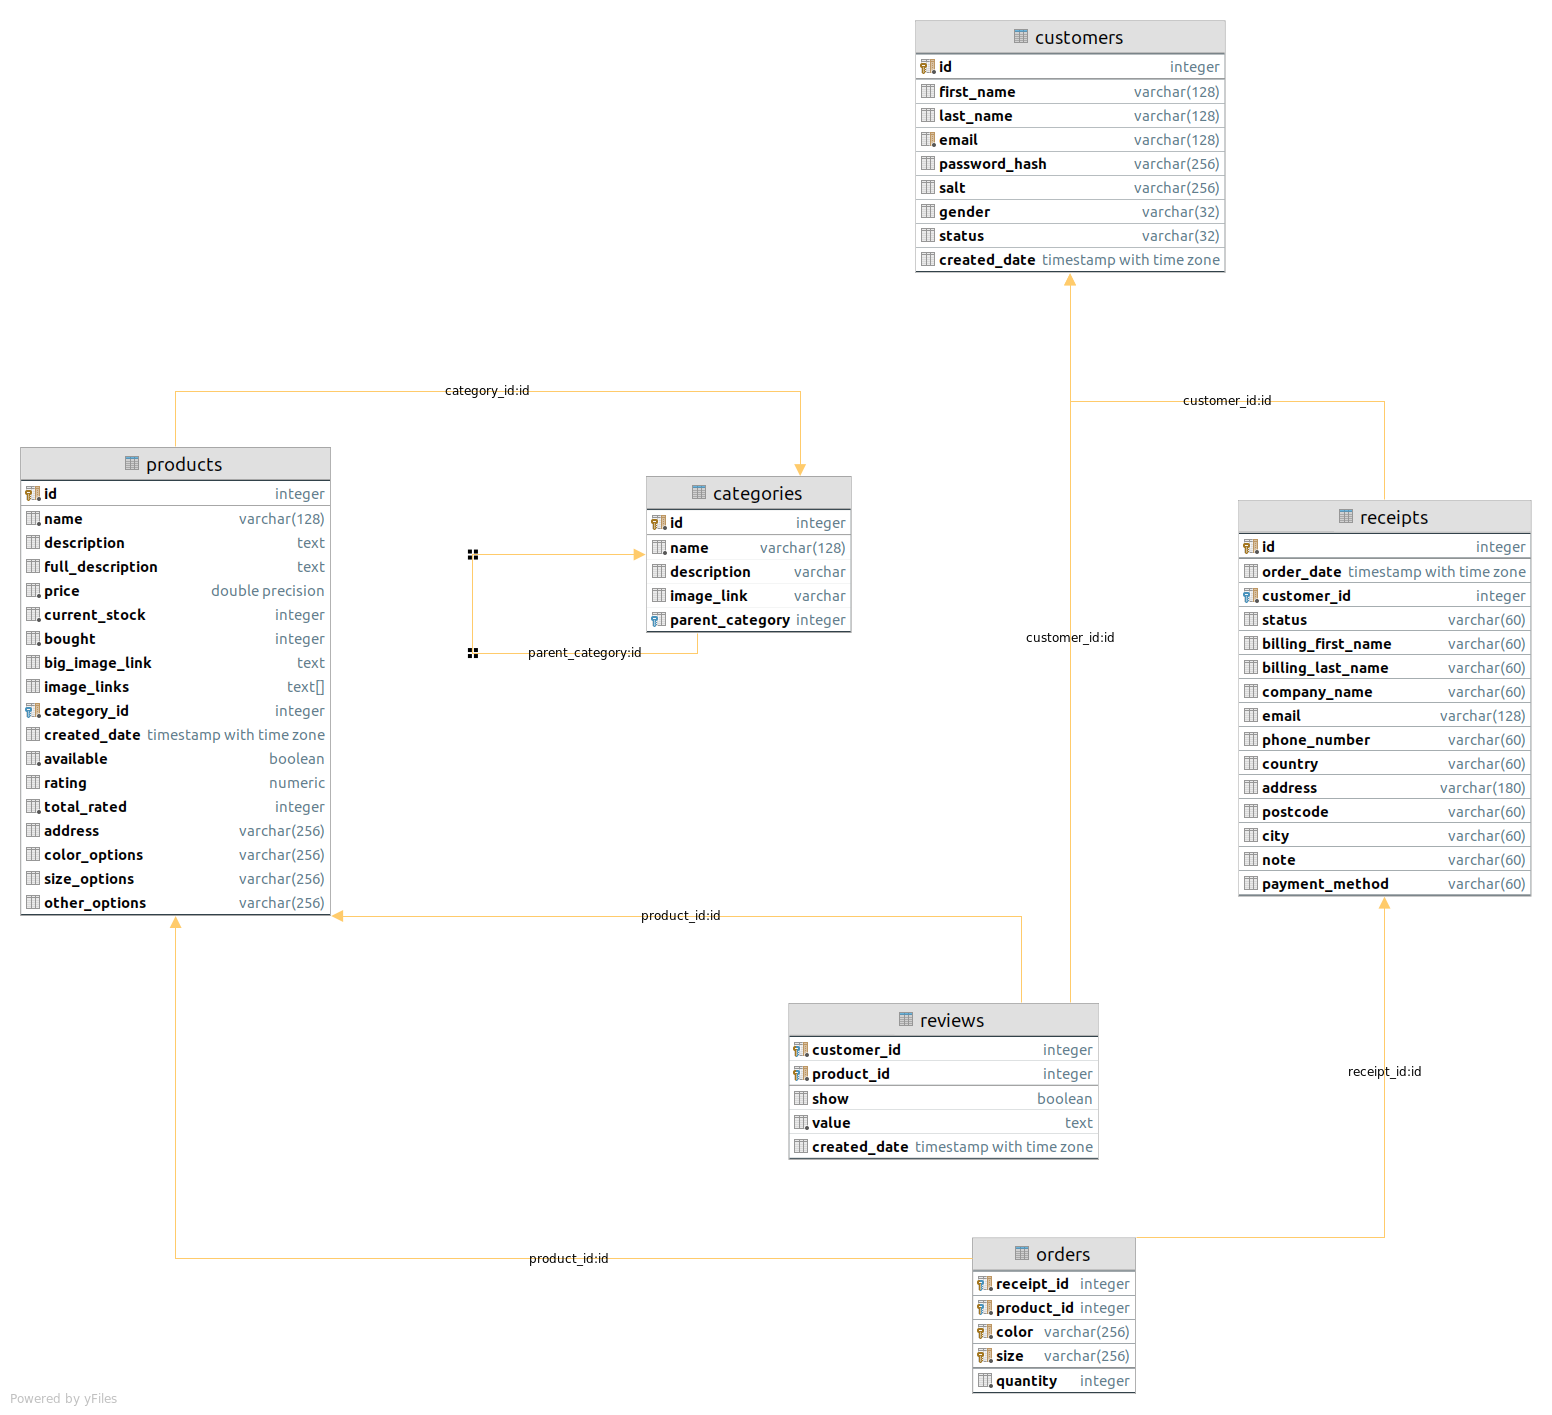 customers
id integer
first_name varchar(128)
last_name varchar(128)
email varchar(128)
password_hash varchar(256)
salt varchar(256)
gender varchar(32)
status varchar(32)
created_date timestamp with time zone
category_id:id
customer_id:id
products
id integer
name varchar(128)
description text
full_description text
price double precision
current_stock integer
bought integer
big_image_link text
image_links text[]
category_id integer
created_date timestamp with time zone
available boolean
rating numeric
total_rated integer
address varchar(256)
color_options varchar(256)
size_options varchar(256)
other_options varchar(256)
categories
id integer
name varchar(128)
description varchar
image_link varchar
parent_category integer
parent_category:id
customer_id:id
receipts
id integer
order_date timestamp with time zone
customer_id integer
status varchar(60)
billing_first_name varchar(60)
billing_last_name varchar(60)
company_name varchar(60)
email varchar(128)
phone_number varchar(60)
country varchar(60)
address varchar(180)
postcode varchar(60)
city varchar(60)
note varchar(60)
payment_method varchar(60)
product_id:id
reviews
customer_id integer
product_id integer
show boolean
value text
created_date timestamp with time zone
receipt_id:id
product_id:id
orders
receipt_id integer
product_id integer
color varchar(256)
size varchar(256)
quantity integer
Powered by yFiles